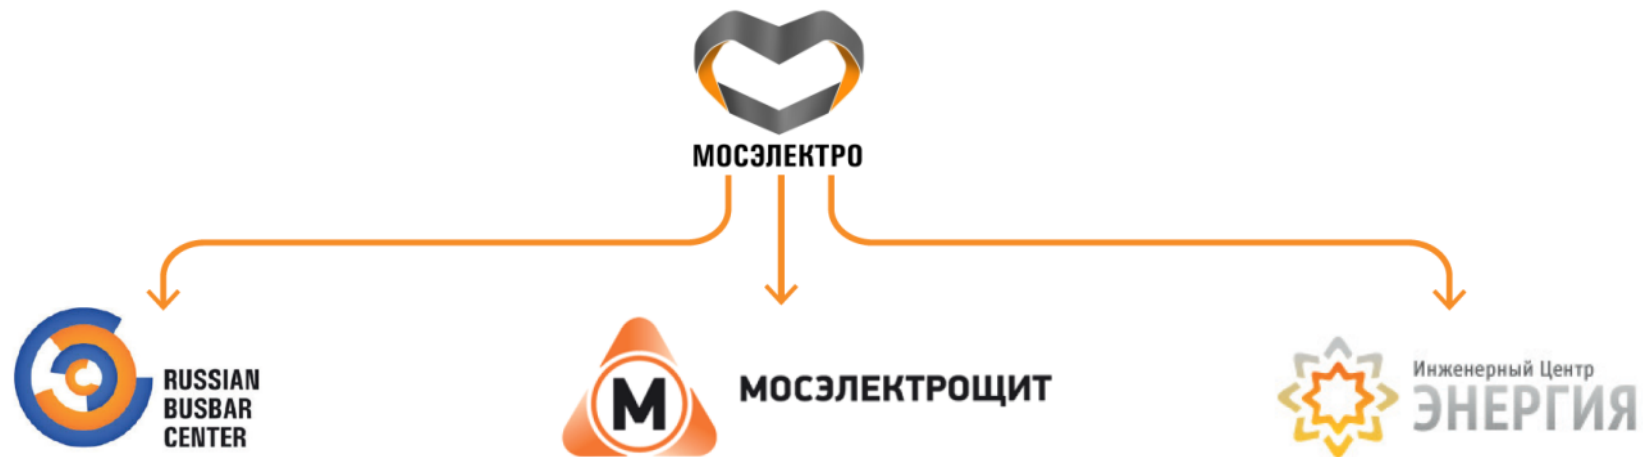 МОСЭЛЕКТРО
RUSSIAN
BUSBAR
CENTER
М
МОСЭЛЕКТРОЩИТ
Инженерный Центр
ЭНЕРГИЯ